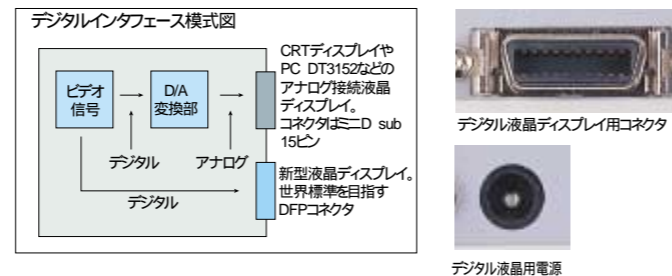 デジタルインタフェース模式図
ビデオ
信号
D/A
変換部
デジタル
アナログ
デジタル
CRTディスプレイや
PC DT3152などの
アナログ接続液晶
ディスプレイ。
コネクタはミニD sub
15ピン
新型液晶ディスプレイ。
世界標準を目指す
DFPコネクタ
デジタル液晶ディスプレイ用コネクタ
デジタル液晶用電源